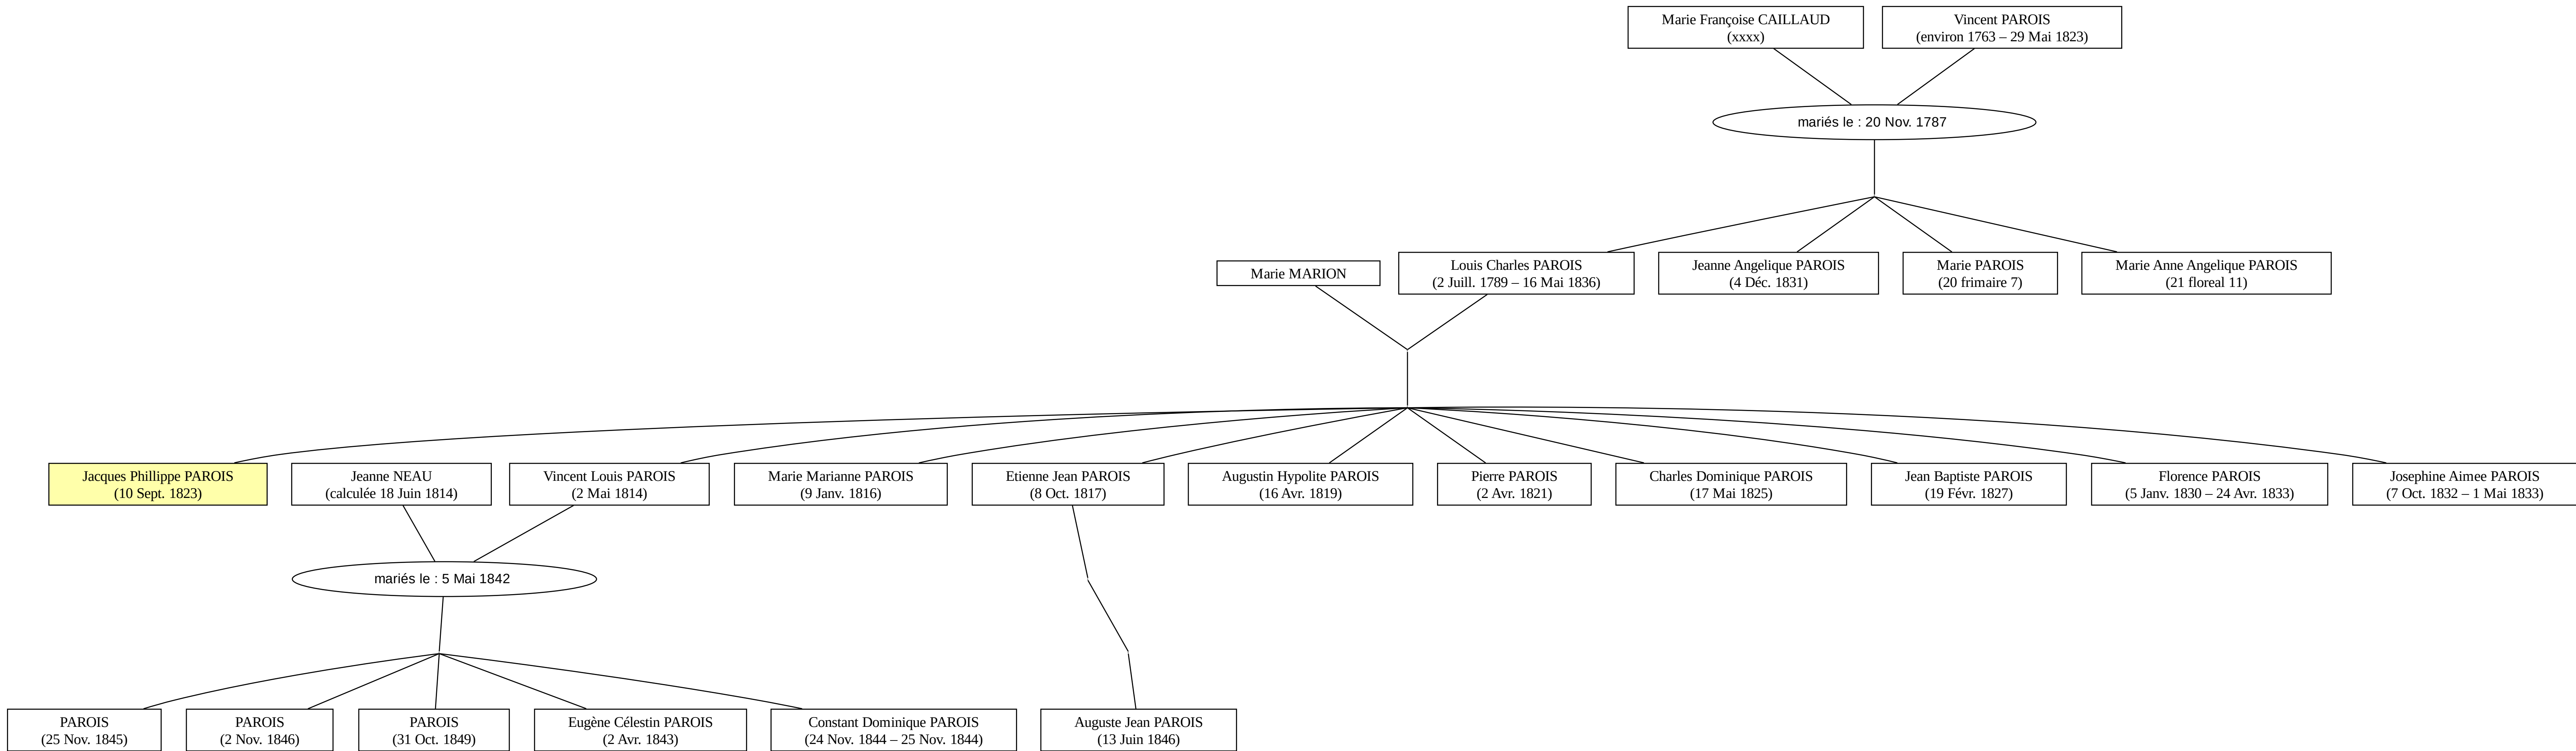 Marie Françoise CAILLAUD
(xxxx)
Vincent PAROIS
(environ 1763 – 29 Mai 1823)
mariés le : 20 Nov. 1787
Marie MARION
Louis Charles PAROIS
(2 Juill. 1789 – 16 Mai 1836)
Jeanne Angelique PAROIS
(4 Déc. 1831)
Marie PAROIS
(20 frimaire 7)
Marie Anne Angelique PAROIS
(21 floreal 11)
Jacques Phillippe PAROIS
(10 Sept. 1823)
Jeanne NEAU
(calculée 18 Juin 1814)
Vincent Louis PAROIS
(2 Mai 1814)
Marie Marianne PAROIS
(9 Janv. 1816)
Etienne Jean PAROIS
(8 Oct. 1817)
Augustin Hypolite PAROIS
(16 Avr. 1819)
Pierre PAROIS
(2 Avr. 1821)
Charles Dominique PAROIS
(17 Mai 1825)
Jean Baptiste PAROIS
(19 Févr. 1827)
Florence PAROIS
(5 Janv. 1830 – 24 Avr. 1833)
Josephine Aimee PAROIS
(7 Oct. 1832 – 1 Mai 1833)
mariés le : 5 Mai 1842
PAROIS
(25 Nov. 1845)
PAROIS
(2 Nov. 1846)
PAROIS
(31 Oct. 1849)
Eugène Célestin PAROIS
(2 Avr. 1843)
Constant Dominique PAROIS
(24 Nov. 1844 – 25 Nov. 1844)
Auguste Jean PAROIS
(13 Juin 1846)